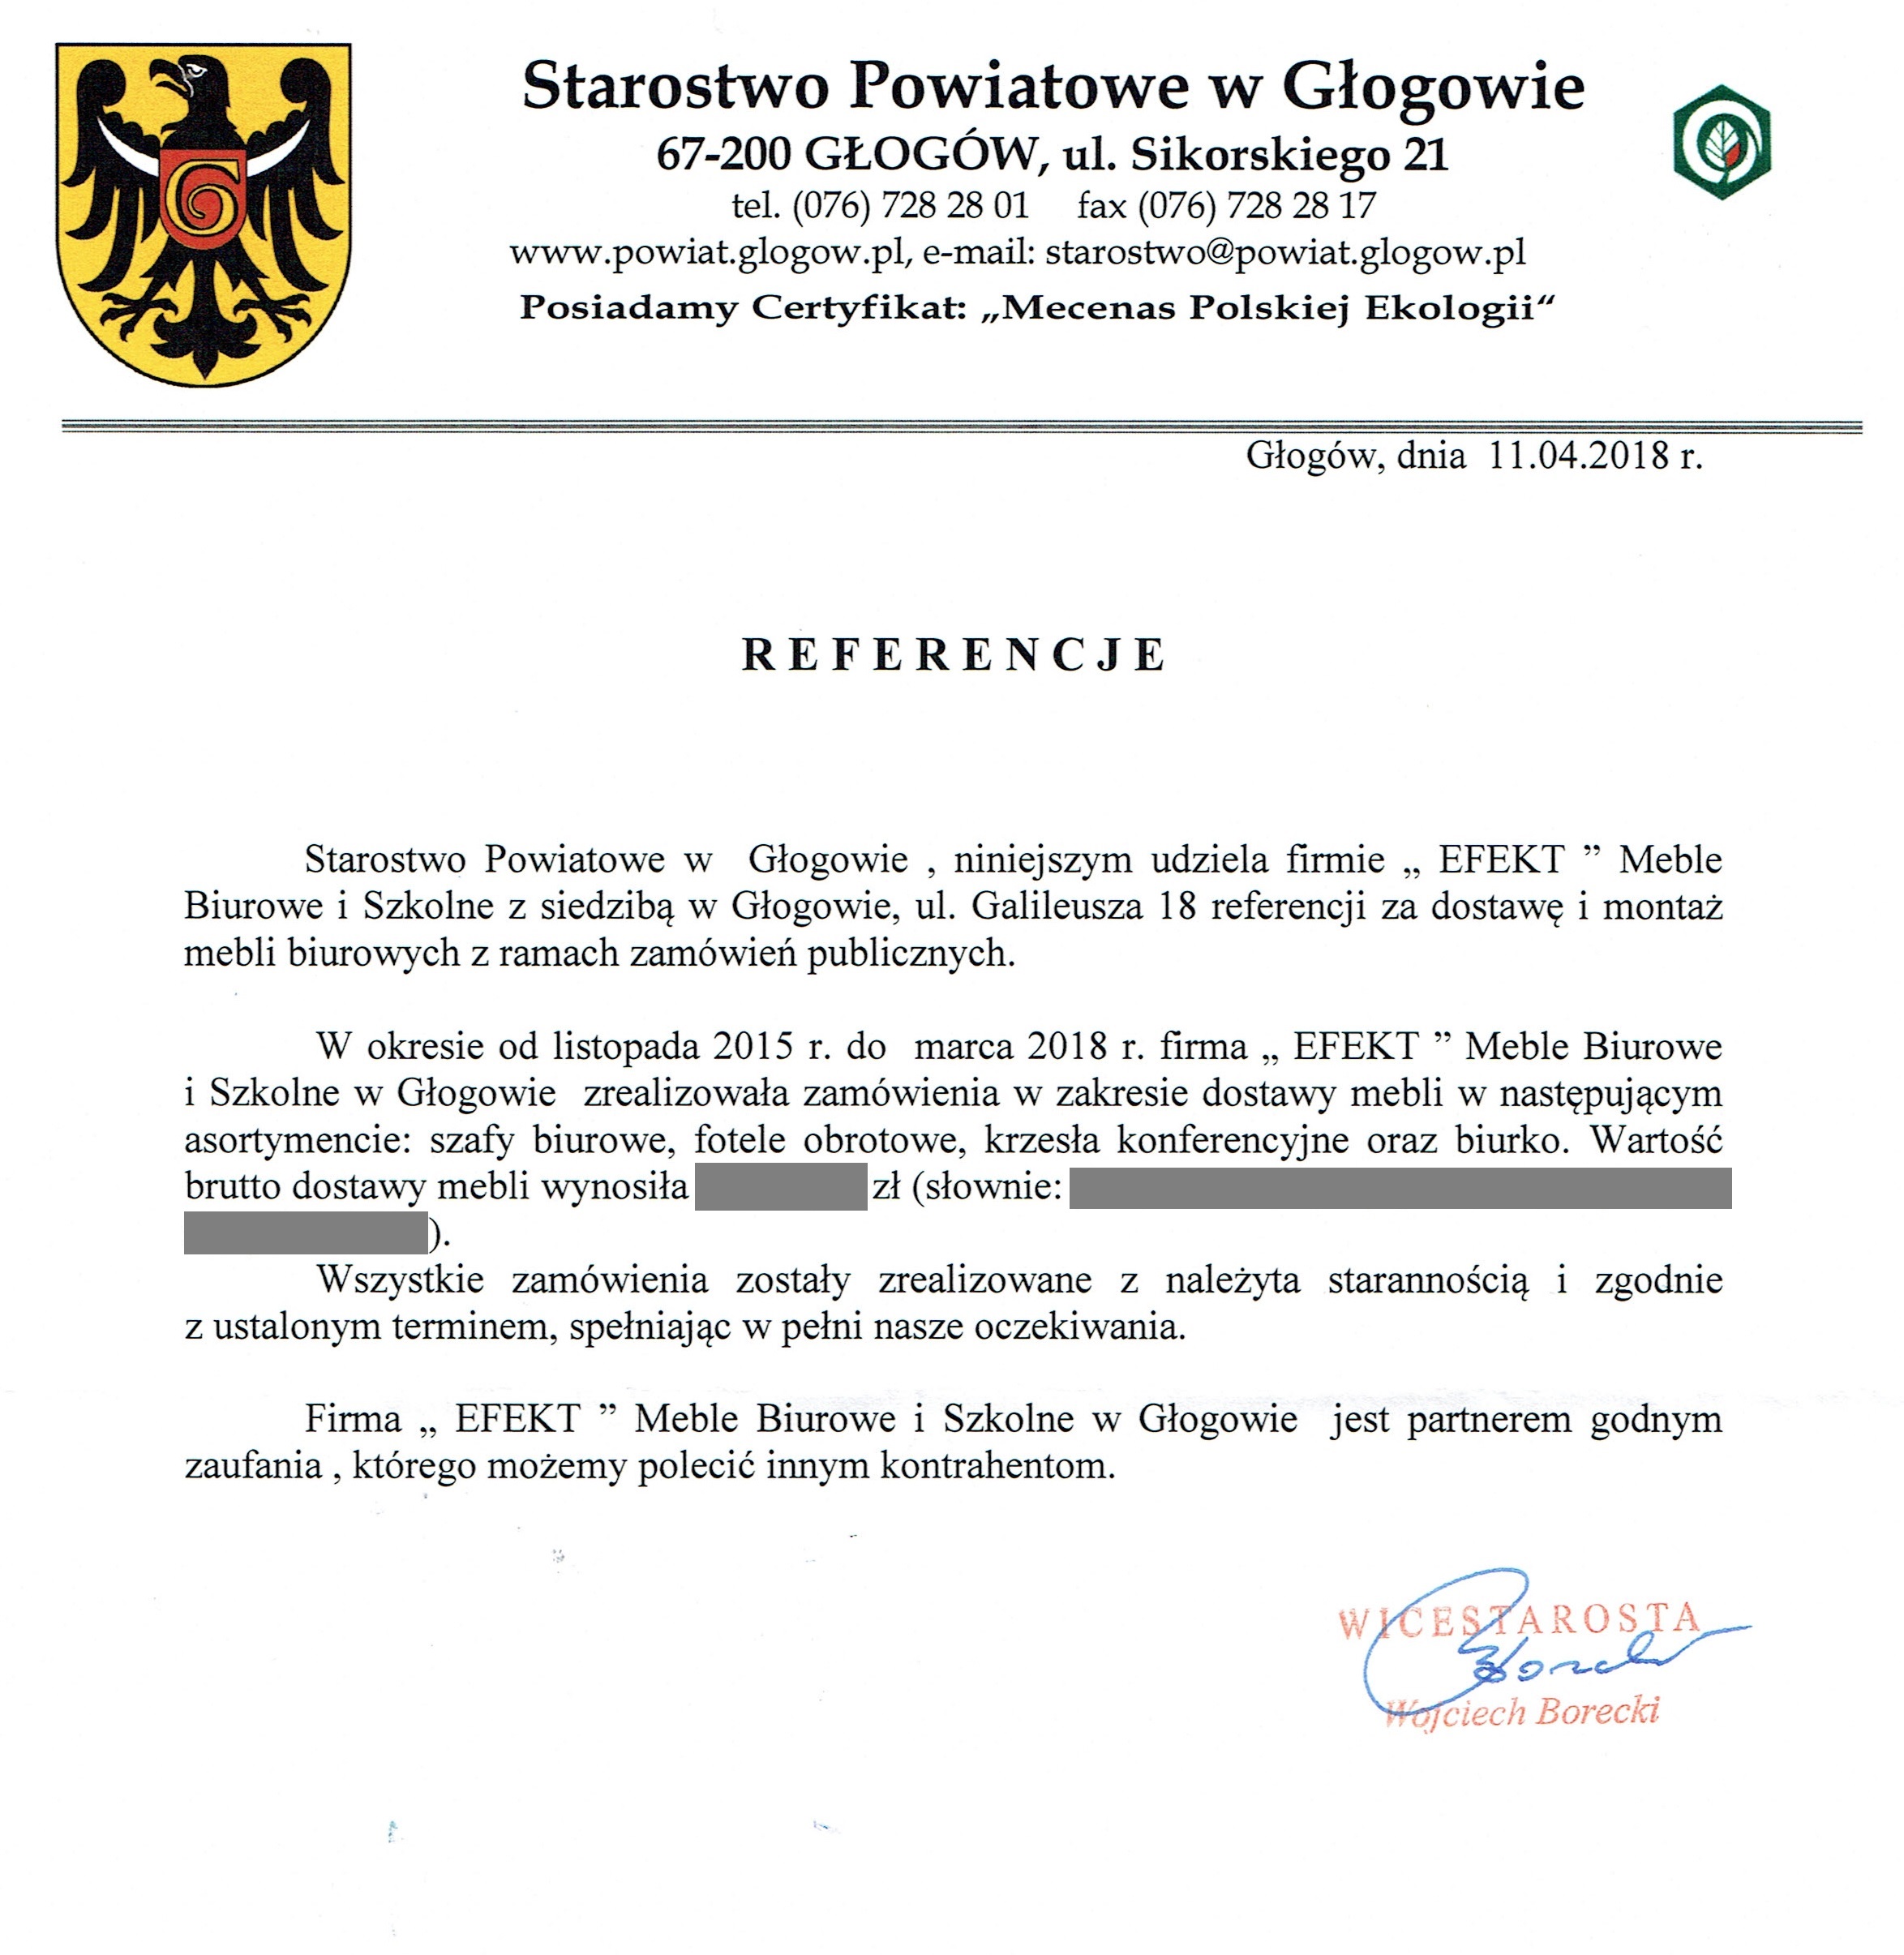 Starostwo Powiatowe w Głogowie
67-200 GŁOGÓW, ul. Sikorskiego 21
tel. (076) 728 28 01 fax (076) 728 28 17
www.powiat.glogow.pl, e-mail: starostwo@powiat.glogow.pl
Posiadamy Certyfikat: „Mecenas Polskiej Ekologii“
G
Głogów, dnia 11.04.2018 r.
R E F E R E N C J E
Starostwo Powiatowe w Głogowie , niniejszym udziela firmie „ EFEKT ” Meble
Biurowe i Szkolne z siedzibą w Głogowie, ul. Galileusza 18 referencji za dostawę i montaż
mebli biurowych z ramach zamówień publicznych.
W okresie od listopada 2015 r. do marca 2018 r. firma „ EFEKT ” Meble Biurowe
i Szkolne w Głogowie zrealizowała zamówienia w zakresie dostawy mebli w następującym
asortymencie: szafy biurowe, fotele obrotowe, krzesła konferencyjne oraz biurko. Wartość
brutto dostawy mebli wynosiła zł (słownie:
).
Wszystkie zamówienia zostały zrealizowane z należyta starannością i zgodnie
z ustalonym terminem, spełniając w pełni nasze oczekiwania.
Firma „ EFEKT ” Meble Biurowe i Szkolne w Głogowie jest partnerem godnym
zaufania , którego możemy polecić innym kontrahentom.
WICESTAROSTA
Wojciech Borecki